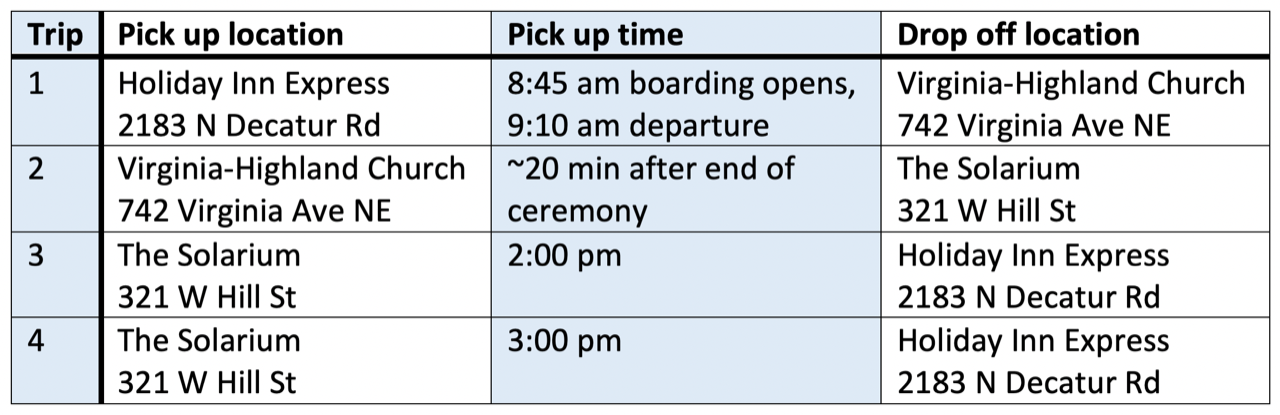 Trip Pick up location Pick up time Drop off location
1 Holiday Inn Express 8:45 am boarding opens, Virginia-Highland Church
2183 N Decatur Rd 9:10 am departure 742 Virginia Ave NE
2 Virginia-Highland Church ~20 min after end of The Solarium
742 Virginia Ave NE ceremony 321 W Hill St
3 The Solarium 2:00 pm Holiday Inn Express
321 W Hill St 2183 N Decatur Rd
4 The Solarium 3:00 pm Holiday Inn Express
321 W Hill St 2183 N Decatur Rd